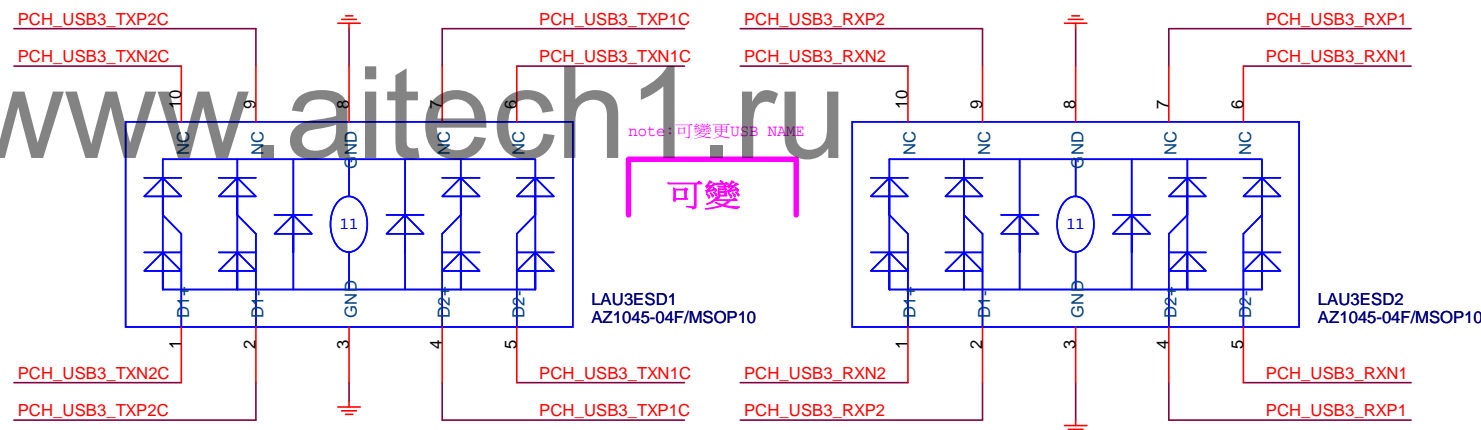 PCH_USB3_TXP2C
PCH_USB3_TXP1C
PCH_USB3_RXP2
PCH_USB3_RXP1
PCH_USB3_TXN2C
PCH_USB3_TXN1C
PCH_USB3_RXN2
PCH_USB3_RXN1
www.aitech1.ru
10 9 8 7 6
10 9 8 7 6
NC NC GND NC NC
NC NC GND NC NC
note:可變更USB NAME
可變
11
11
D1+ D1- GND D2+ D2-
D1+ D1- GND D2+ D2-
LAU3ESD1
AZ1045-04F/MSOP10
LAU3ESD2
AZ1045-04F/MSOP10
1 2 3 4 5
1 2 3 4 5
PCH_USB3_TXN2C
PCH_USB3_TXN1C
PCH_USB3_RXN2
PCH_USB3_RXN1
PCH_USB3_TXP2C
PCH_USB3_TXP1C
PCH_USB3_RXP2
PCH_USB3_RXP1